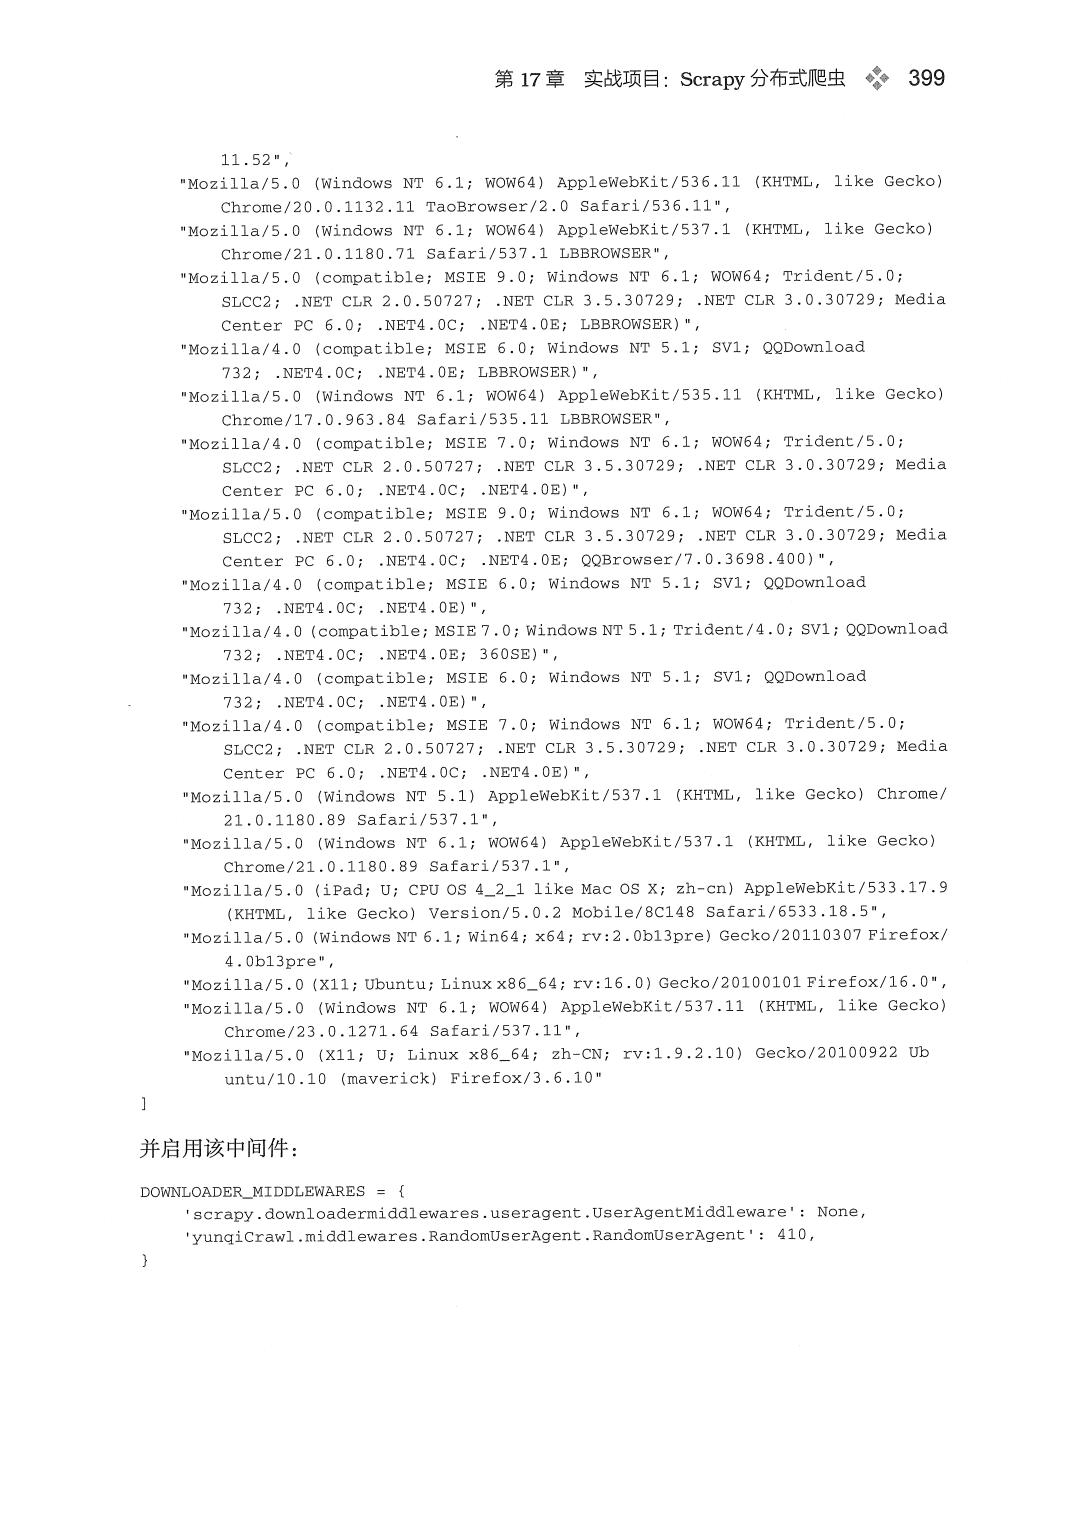 第 17 章 实战项目：Scrapy 分布式爬虫 399
11.52",
"Mozilla/5.0 (Windows NT 6.1; WOW64) AppleWebKit/536.11 (KHTML, like Gecko)
Chrome/20.0.1132.11 TaoBrowser/2.0 Safari/536.11",
"Mozilla/5.0 (Windows NT 6.1; WOW64) AppleWebKit/537.1 (KHTML, like Gecko)
Chrome/21.0.1180.71 Safari/537.1 LBBROWSER",
"Mozilla/5.0 (compatible; MSIE 9.0; Windows NT 6.1; WOW64; Trident/5.0;
SLCC2; .NET CLR 2.0.50727; .NET CLR 3.5.30729; .NET CLR 3.0.30729; Media
Center PC 6.0; .NET4.0C; .NET4.0E; LBBROWSER)",
"Mozilla/4.0 (compatible; MSIE 6.0; Windows NT 5.1; SV1; QQDownload
732; .NET4.0C; .NET4.0E; LBBROWSER)",
"Mozilla/5.0 (Windows NT 6.1; WOW64) AppleWebKit/535.11 (KHTML, like Gecko)
Chrome/17.0.963.84 Safari/535.11 LBBROWSER",
"Mozilla/4.0 (compatible; MSIE 7.0; Windows NT 6.1; WOW64; Trident/5.0;
SLCC2; .NET CLR 2.0.50727; .NET CLR 3.5.30729; .NET CLR 3.0.30729; Media
Center PC 6.0; .NET4.0C; .NET4.0E)",
"Mozilla/5.0 (compatible; MSIE 9.0; Windows NT 6.1; WOW64; Trident/5.0;
SLCC2; .NET CLR 2.0.50727; .NET CLR 3.5.30729; .NET CLR 3.0.30729; Media
Center PC 6.0; .NET4.0C; .NET4.0E; QQBrowser/7.0.3698.400)",
"Mozilla/4.0 (compatible; MSIE 6.0; Windows NT 5.1; SV1; QQDownload
732; .NET4.0C; .NET4.0E)",
"Mozilla/4.0 (compatible; MSIE 7.0; Windows NT 5.1; Trident/4.0; SV1; QQDownload
732; .NET4.0C; .NET4.0E; 360SE)",
"Mozilla/4.0 (compatible; MSIE 6.0; Windows NT 5.1; SV1; QQDownload
732; .NET4.0C; .NET4.0E)",
"Mozilla/4.0 (compatible; MSIE 7.0; Windows NT 6.1; WOW64; Trident/5.0;
SLCC2; .NET CLR 2.0.50727; .NET CLR 3.5.30729; .NET CLR 3.0.30729; Media
Center PC 6.0; .NET4.0C; .NET4.0E)",
"Mozilla/5.0 (Windows NT 5.1) AppleWebKit/537.1 (KHTML, like Gecko) Chrome/
21.0.1180.89 Safari/537.1",
"Mozilla/5.0 (Windows NT 6.1; WOW64) AppleWebKit/537.1 (KHTML, like Gecko)
Chrome/21.0.1180.89 Safari/537.1",
"Mozilla/5.0 (iPad; U; CPU OS 4_2_1 like Mac OS X; zh-cn) AppleWebKit/533.17.9
(KHTML, like Gecko) Version/5.0.2 Mobile/8C148 Safari/6533.18.5",
"Mozilla/5.0 (Windows NT 6.1; Win64; x64; rv:2.0b13pre) Gecko/20110307 Firefox/
4.0b13pre",
"Mozilla/5.0 (X11; Ubuntu; Linux x86_64; rv:16.0) Gecko/20100101 Firefox/16.0",
"Mozilla/5.0 (Windows NT 6.1; WOW64) AppleWebKit/537.11 (KHTML, like Gecko)
Chrome/23.0.1271.64 Safari/537.11",
"Mozilla/5.0 (X11; U; Linux x86_64; zh-CN; rv:1.9.2.10) Gecko/20100922 Ub
untu/10.10 (maverick) Firefox/3.6.10"
]
并启用该中间件：
DOWNLOADER_MIDDLEWARES = {
'scrapy.downloadermiddlewares.useragent.UserAgentMiddleware': None,
'yunqiCrawl.middlewares.RandomUserAgent.RandomUserAgent': 410,
}